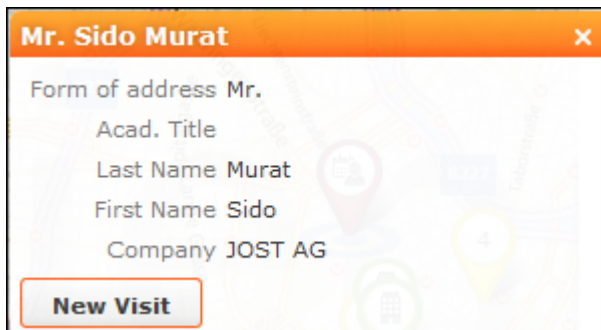 Mr. Sido Murat ×
Form of address Mr.
Acad. Title
Last Name Murat
First Name Sido
Company JOST AG
New Visit
4